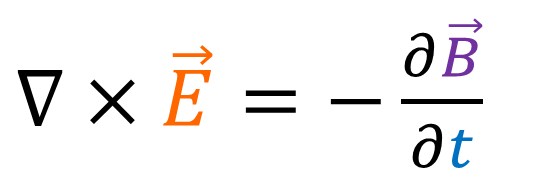 ∇ × E⃗ = − ∂B⃗ / ∂t